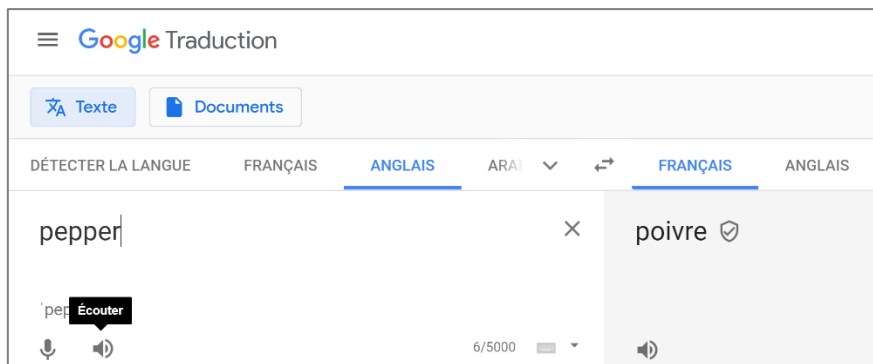 Google Traduction
Texte Documents
DÉTECTER LA LANGUE FRANÇAIS ANGLAIS FRANÇAIS ANGLAIS
pepper
poivre
Écouter
6/5000